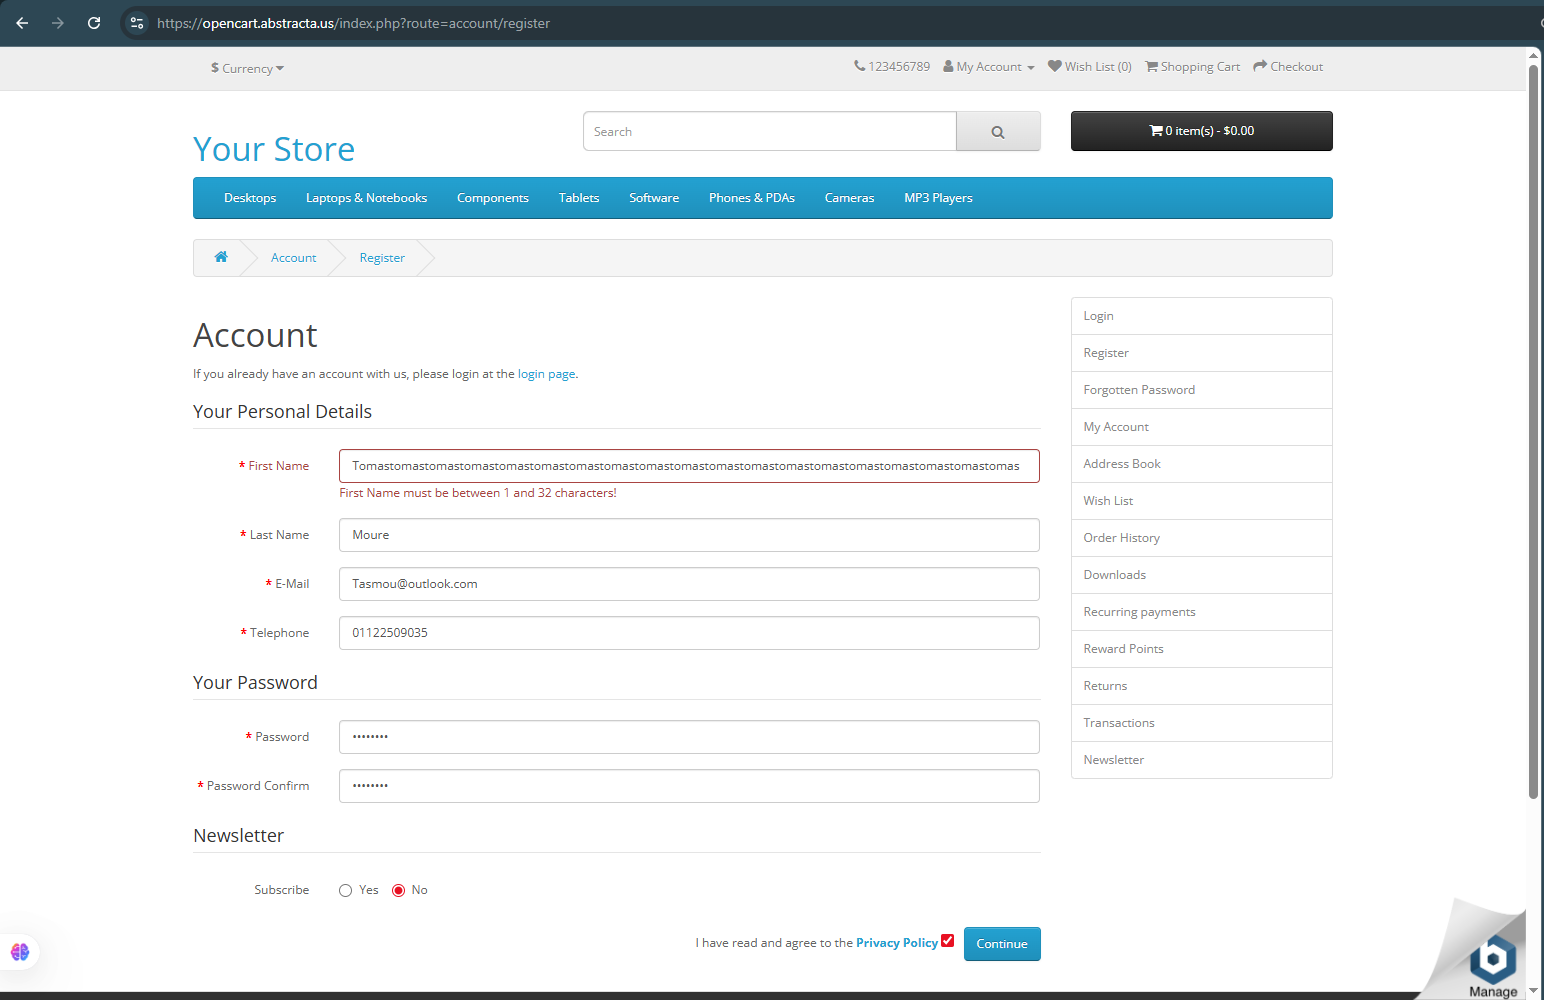 https://opencart.abstracta.us/index.php?route=account/register
$ Currency
123456789 My Account Wish List (0) Shopping Cart Checkout
Your Store
Search
0 item(s) - $0.00
Desktops Laptops & Notebooks Components Tablets Software Phones & PDAs Cameras MP3 Players
Account Register
Account
If you already have an account with us, please login at the login page.
Your Personal Details
* First Name
Tomastomastomastomastomastomastomastomastomastomastomastomastomastomastomastomastomastomastomas
First Name must be between 1 and 32 characters!
* Last Name
Moure
* E-Mail
Tasmou@outlook.com
* Telephone
01122509035
Your Password
* Password
••••••••
* Password Confirm
••••••••
Newsletter
Subscribe Yes No
I have read and agree to the Privacy Policy
Continue
Login
Register
Forgotten Password
My Account
Address Book
Wish List
Order History
Downloads
Recurring payments
Reward Points
Returns
Transactions
Newsletter
b
Manage